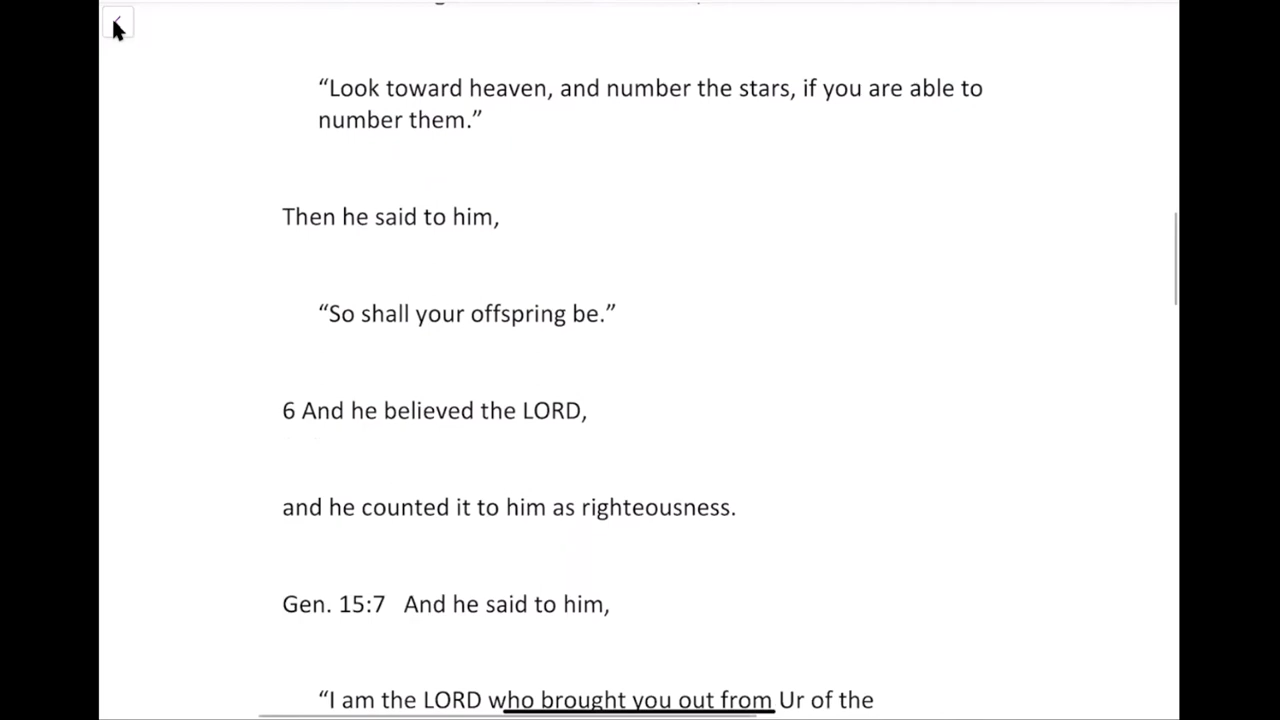 “Look toward heaven, and number the stars, if you are able to
number them.”
Then he said to him,
“So shall your offspring be.”
6 And he believed the LORD,
and he counted it to him as righteousness.
Gen. 15:7 And he said to him,
“I am the LORD who brought you out from Ur of the